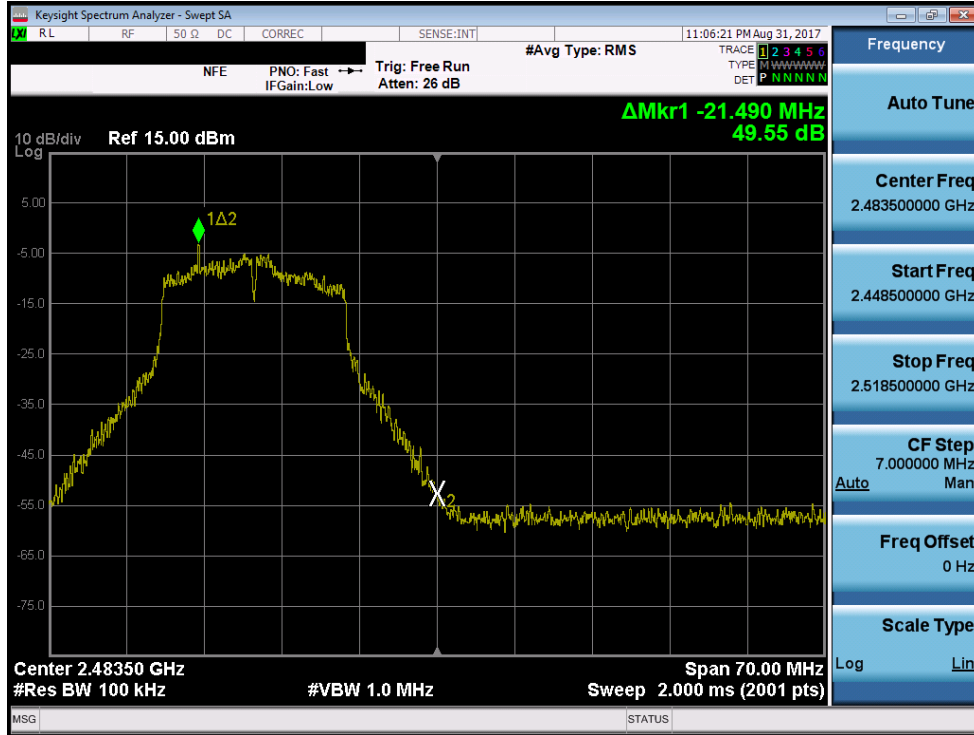 Keysight Spectrum Analyzer - Swept SA
LXI RL RF 50 Ω DC CORREC SENSE:INT 11:06:21 PM Aug 31, 2017
#Avg Type: RMS TRACE 1 2 3 4 5 6
NFE PNO: Fast Trig: Free Run TYPE M W W W W W
IFGain:Low Atten: 26 dB DET P N N N N N
ΔMkr1 -21.490 MHz
49.55 dB
10 dB/div Ref 15.00 dBm
Log
5.00
1Δ2
-5.00
-15.0
-25.0
-35.0
-45.0
-55.0
2
-65.0
-75.0
Center 2.48350 GHz Span 70.00 MHz
#Res BW 100 kHz #VBW 1.0 MHz Sweep 2.000 ms (2001 pts)
MSG STATUS
Frequency
Auto Tune
Center Freq
2.483500000 GHz
Start Freq
2.448500000 GHz
Stop Freq
2.518500000 GHz
CF Step
7.000000 MHz
Auto Man
Freq Offset
0 Hz
Scale Type
Log Lin